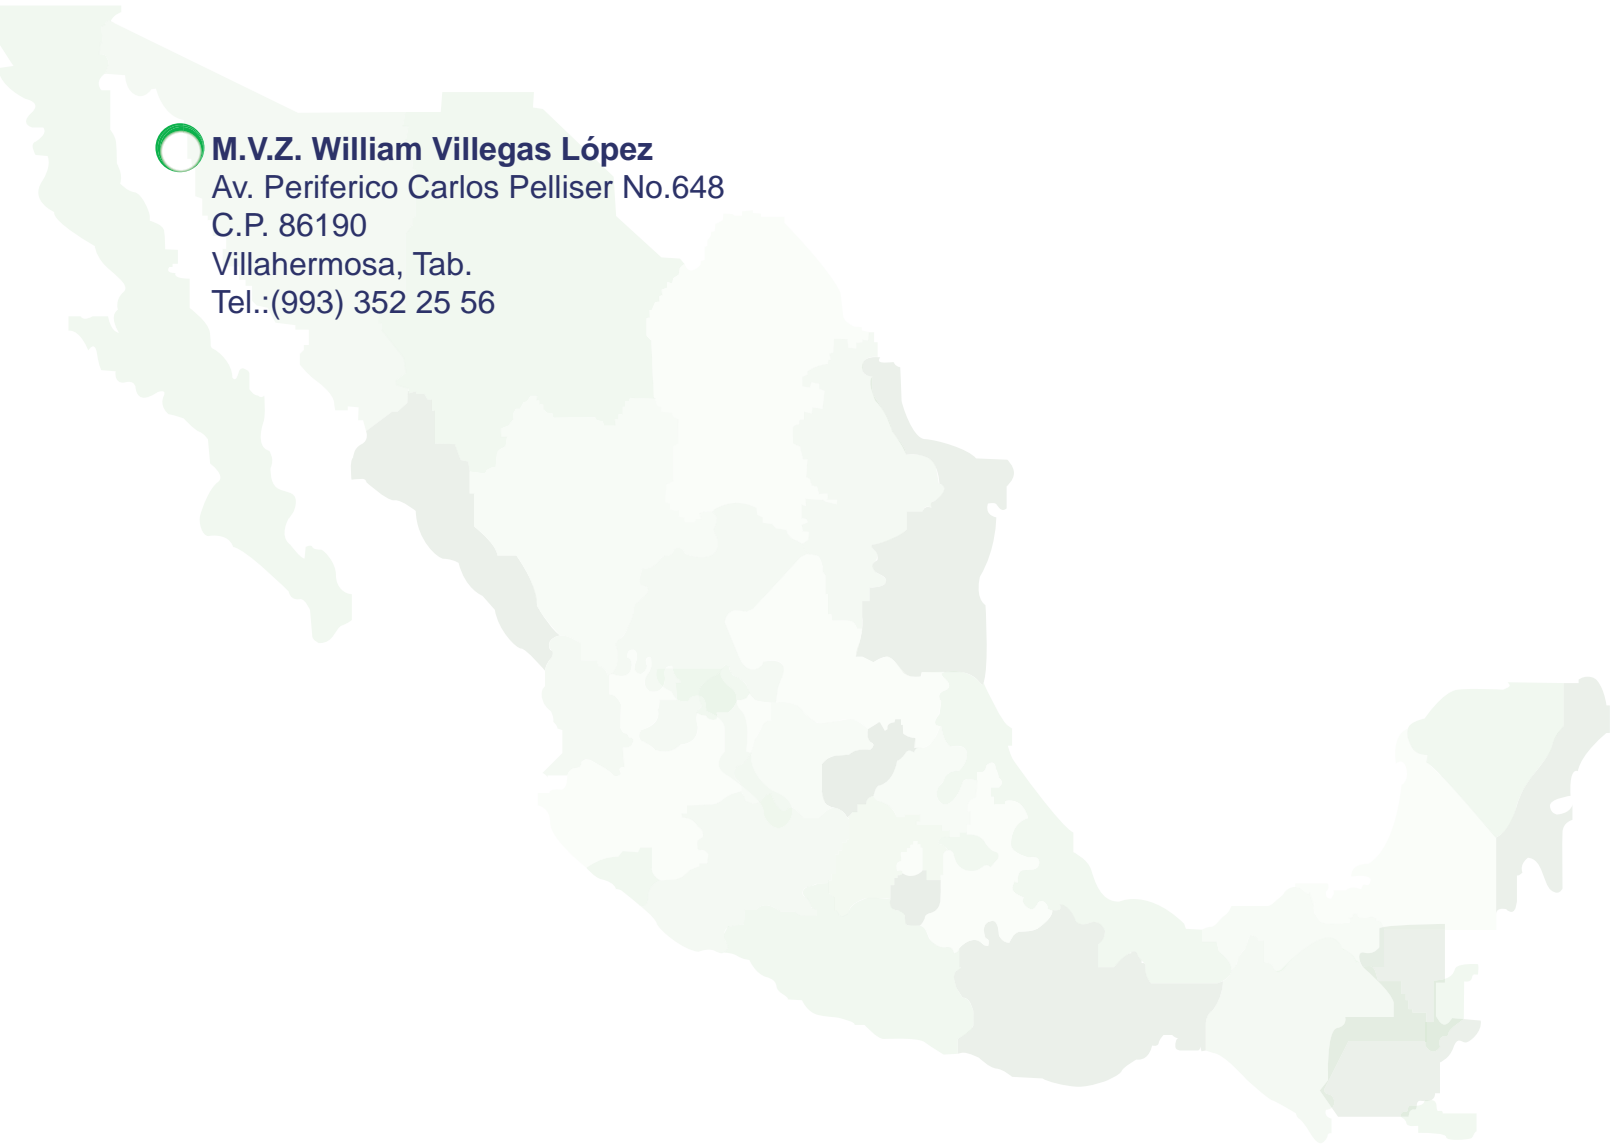 M.V.Z. William Villegas López
Av. Periferico Carlos Pelliser No.648
C.P. 86190
Villahermosa, Tab.
Tel.:(993) 352 25 56